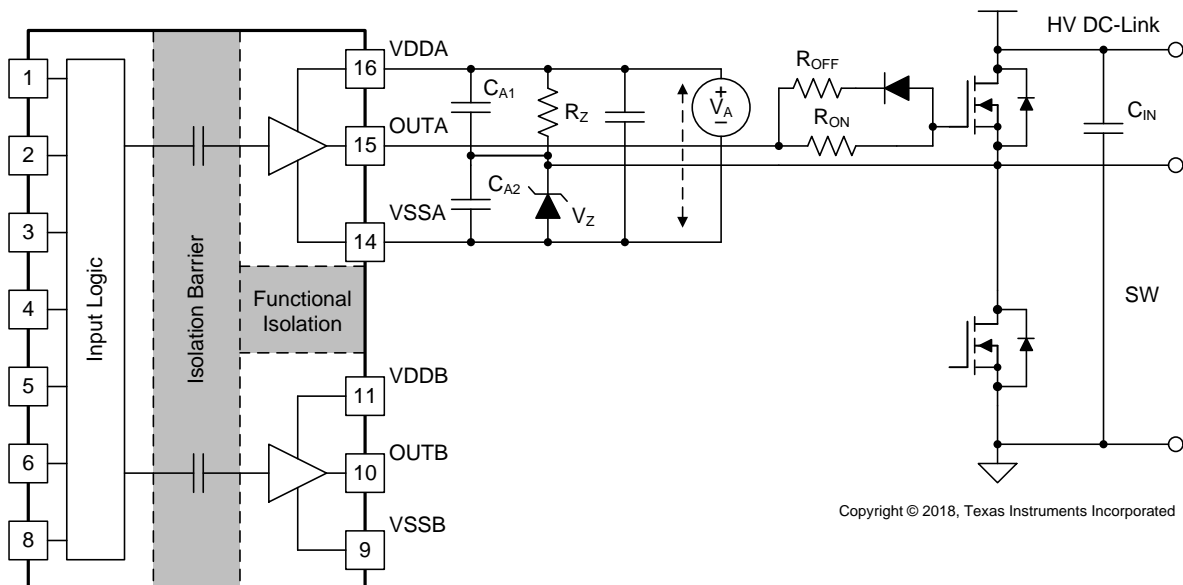 1
2
3
4
5
6
8
Input Logic
Isolation Barrier
Functional
Isolation
16
15
14
11
10
9
VDDA
OUTA
VSSA
VDDB
OUTB
VSSB
CA1
CA2
RZ
VZ
+
VA
−
ROFF
RON
HV DC-Link
CIN
SW
Copyright © 2018, Texas Instruments Incorporated